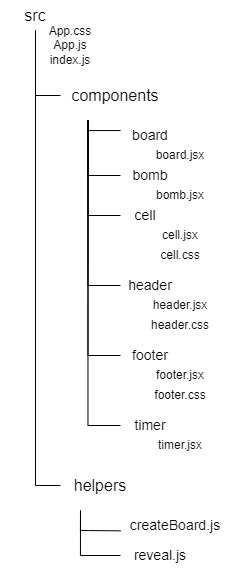 src
App.css
App.js
index.js
components
board
board.jsx
bomb
bomb.jsx
cell
cell.jsx
cell.css
header
header.jsx
header.css
footer
footer.jsx
footer.css
timer
timer.jsx
helpers
createBoard.js
reveal.js